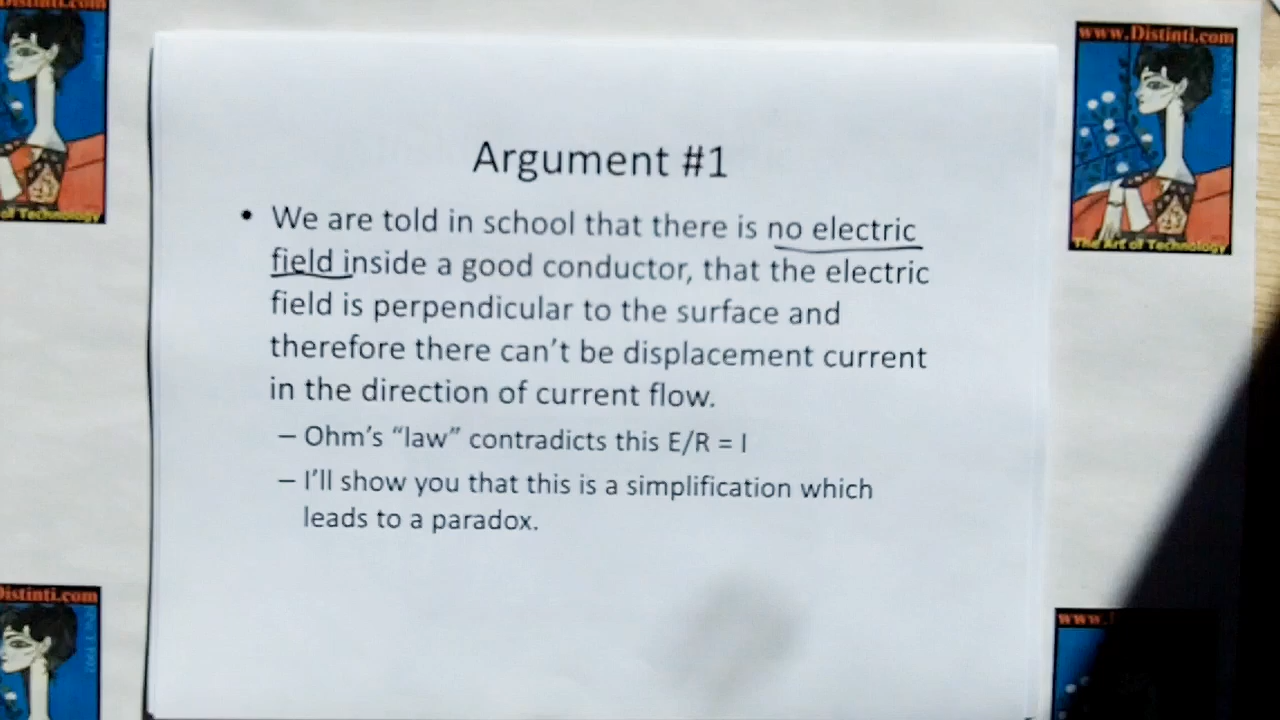 Distinti.com
www.Distinti.com
of Technology
The Art of Technology
Argument #1
• We are told in school that there is no electric
field inside a good conductor, that the electric
field is perpendicular to the surface and
therefore there can’t be displacement current
in the direction of current flow.
– Ohm’s “law” contradicts this E/R = I
– I’ll show you that this is a simplification which
leads to a paradox.
Distinti.com
www.